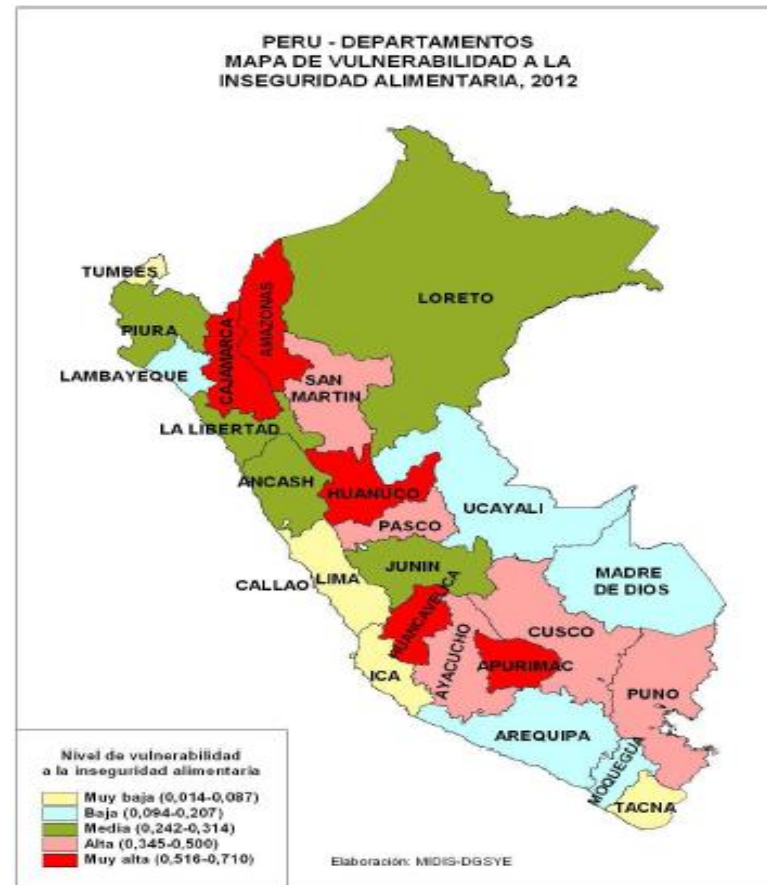 PERU - DEPARTAMENTOS
MAPA DE VULNERABILIDAD A LA
INSEGURIDAD ALIMENTARIA, 2012
TUMBES
LORETO
PIURA
CAJAMARCA
AMAZONAS
LAMBAYEQUE
SAN
MARTIN
LA LIBERTAD
ANCASH
HUANUCO
UCAYALI
PASCO
JUNIN
LIMA
CALLAO
MADRE
DE DIOS
HUANCAVELICA
CUSCO
AYACUCHO
APURIMAC
ICA
PUNO
AREQUIPA
MOQUEGUA
TACNA
Nivel de vulnerabilidad
a la inseguridad alimentaria
Muy baja (0,014-0,087)
Baja (0,094-0,207)
Media (0,242-0,314)
Alta (0,345-0,500)
Muy alta (0,516-0,710)
Elaboración: MIDIS-DGSYE